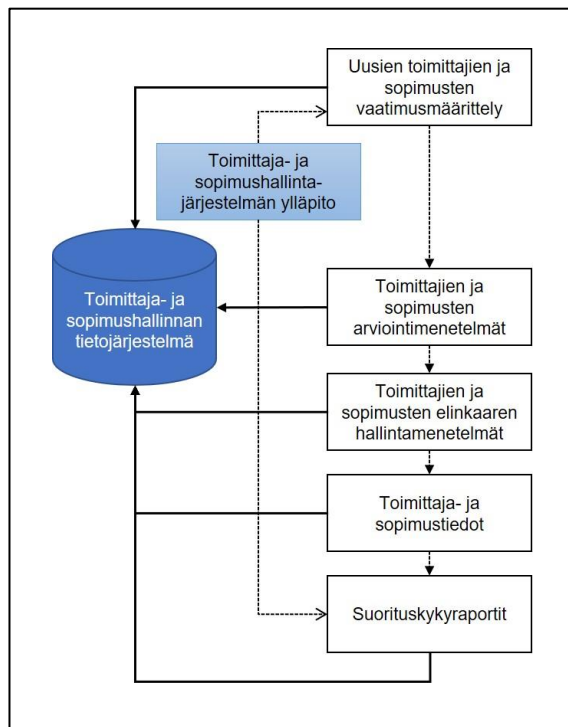 Uusien toimittajien ja
sopimusten
vaatimusmäärittely
Toimittaja- ja
sopimushallinta-
järjestelmän ylläpito
Toimittaja- ja
sopimushallinnan
tietojärjestelmä
Toimittajien ja
sopimusten
arviointimenetelmät
Toimittajien ja
sopimusten elinkaaren
hallintamenetelmät
Toimittaja- ja
sopimustiedot
Suorituskykyraportit